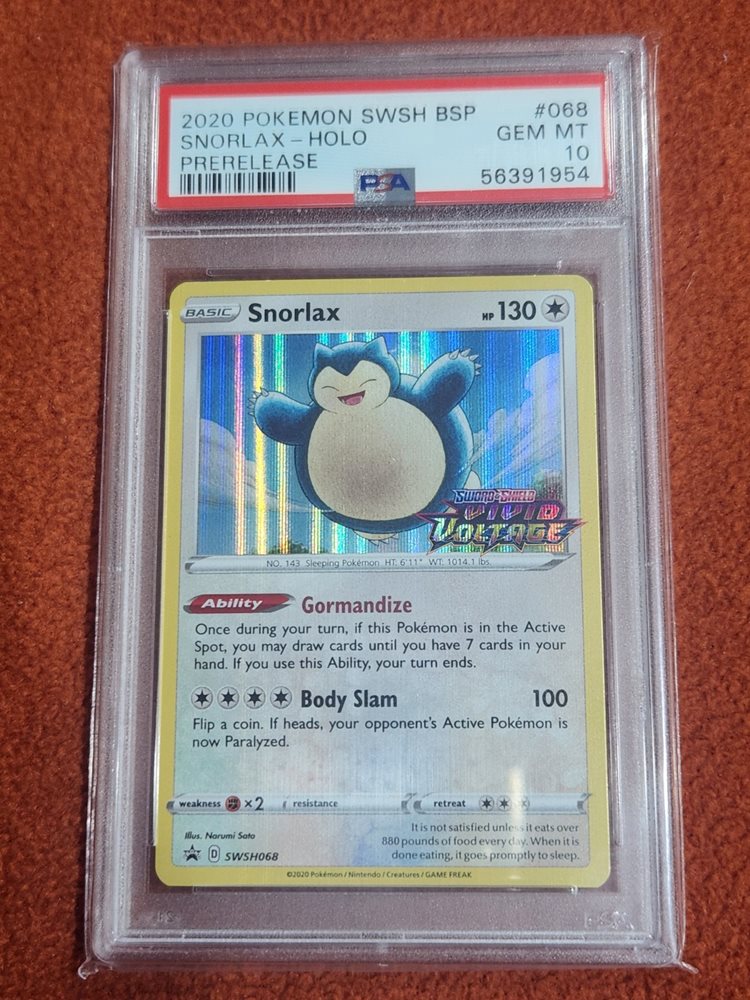 2020 POKEMON SWSH BSP #068
SNORLAX – HOLO GEM MT
PRERELEASE 10
PSA 56391954
BASIC Snorlax HP 130
SWORD & SHIELD
VIVID
VOLTAGE
NO. 143 Sleeping Pokémon HT: 6'11" WT: 1014.1 lbs.
Ability Gormandize
Once during your turn, if this Pokémon is in the Active
Spot, you may draw cards until you have 7 cards in your
hand. If you use this Ability, your turn ends.
Body Slam 100
Flip a coin. If heads, your opponent's Active Pokémon is
now Paralyzed.
weakness ×2 resistance retreat
Illus. Narumi Sato
It is not satisfied unless it eats over
880 pounds of food every day. When it is
done eating, it goes promptly to sleep.
D SWSH068
©2020 Pokémon / Nintendo / Creatures / GAME FREAK